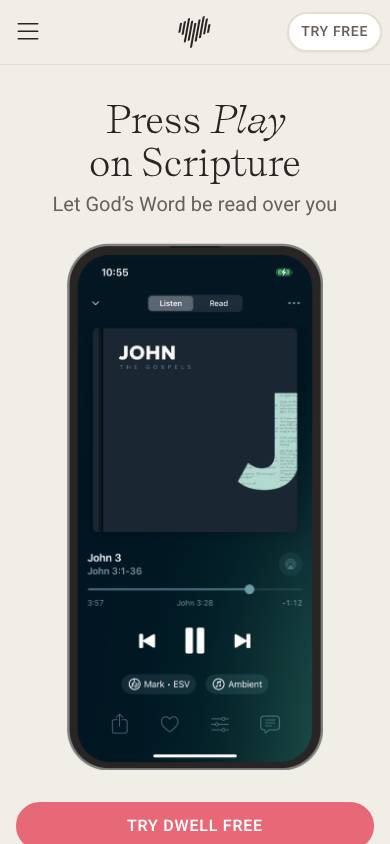 TRY FREE
Press Play
on Scripture
Let God's Word be read over you
10:55
Listen
Read
JOHN
THE GOSPELS
J
John 3
John 3:1-36
3:57
John 3:28
-1:12
Mark • ESV
Ambient
TRY DWELL FREE